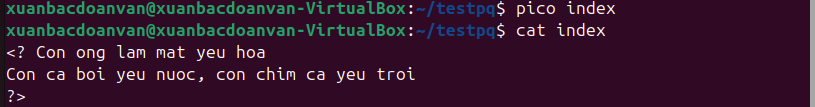 xuanbacdoanvan@xuanbacdoanvan-VirtualBox:~/testpq$ pico index
xuanbacdoanvan@xuanbacdoanvan-VirtualBox:~/testpq$ cat index
<? Con ong lam mat yeu hoa
Con ca boi yeu nuoc, con chim ca yeu troi
?>